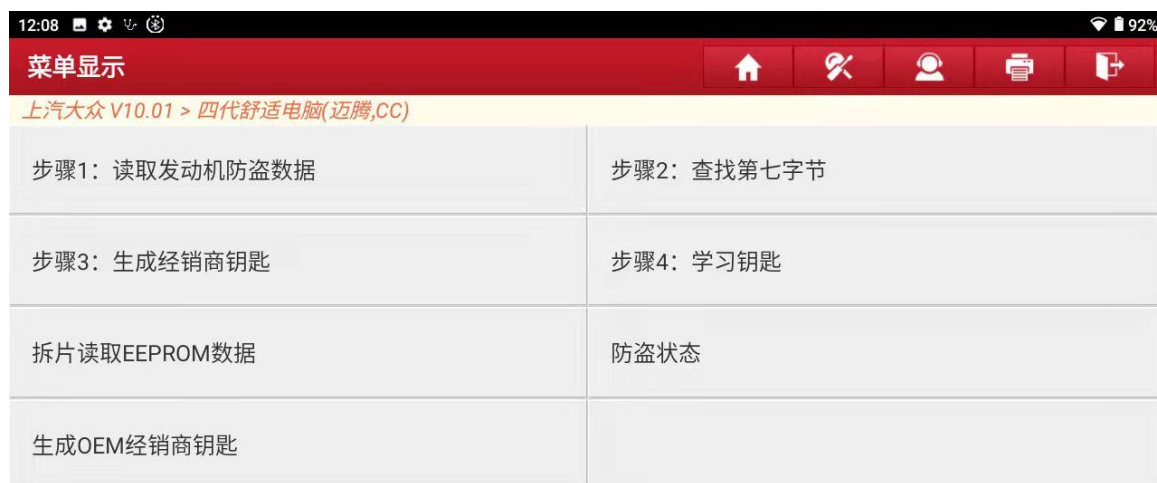 12:08
92%
菜单显示
上汽大众 V10.01 > 四代舒适电脑(迈腾,CC)
步骤1：读取发动机防盗数据
步骤2：查找第七字节
步骤3：生成经销商钥匙
步骤4：学习钥匙
拆片读取EEPROM数据
防盗状态
生成OEM经销商钥匙